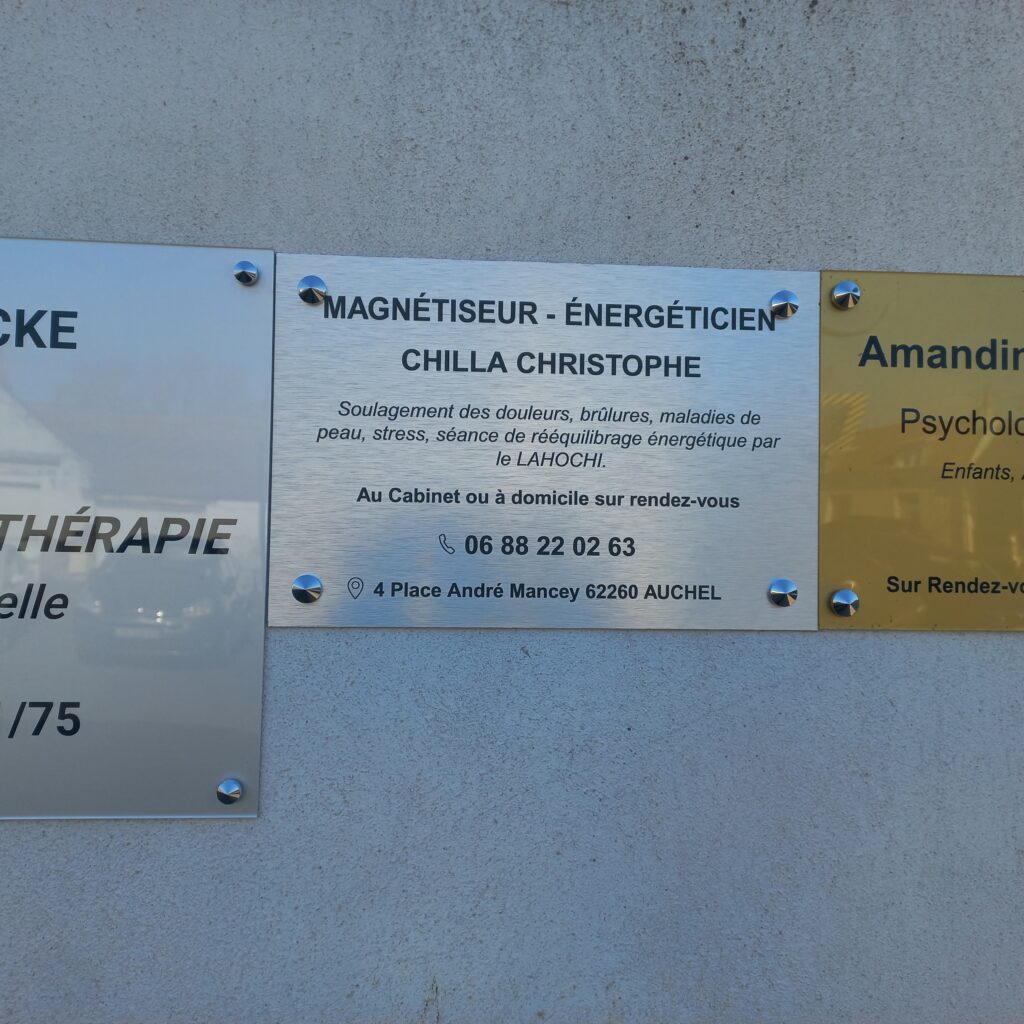 CKE
THÉRAPIE
elle
/75
MAGNÉTISEUR - ÉNERGÉTICIEN
CHILLA CHRISTOPHE
Soulagement des douleurs, brûlures, maladies de
peau, stress, séance de rééquilibrage énergétique par
le LAHOCHI.
Au Cabinet ou à domicile sur rendez-vous
06 88 22 02 63
4 Place André Mancey 62260 AUCHEL
Amandin
Psycholo
Enfants,
Sur Rendez-vo